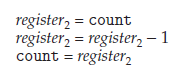 register₂ = count
register₂ = register₂ − 1
count = register₂